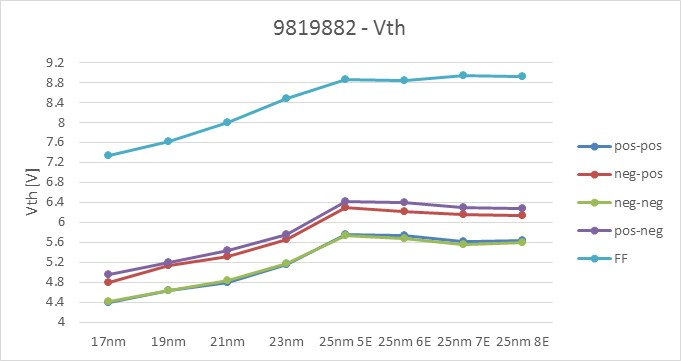 9819882 - Vth
9.2
8.8
8.4
8
7.6
7.2
6.8
6.4
6
5.6
5.2
4.8
4.4
4
Vth [V]
17nm 19nm 21nm 23nm 25nm 5E 25nm 6E 25nm 7E 25nm 8E
pos-pos
neg-pos
neg-neg
pos-neg
FF